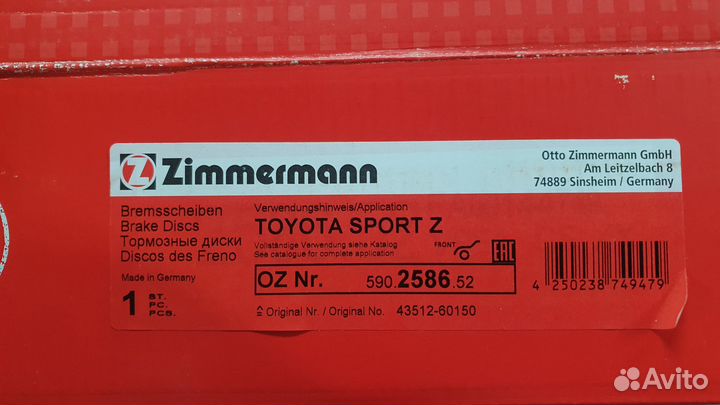 Z Zimmermann
Otto Zimmermann GmbH
Am Leitzelbach 8
74889 Sinsheim / Germany
Bremsscheiben
Brake Discs
Тормозные диски
Discos des Freno
Made in Germany
1 ST.
PC.
PCS.
Verwendungshinweis/Application
TOYOTA SPORT Z
Vollständige Verwendung siehe Katalog
See catalogue for complete application
FRONT
EAC
OZ Nr. 590.2586.52
≙ Original Nr. / Original No. 43512-60150
4 250238 749479
Avito